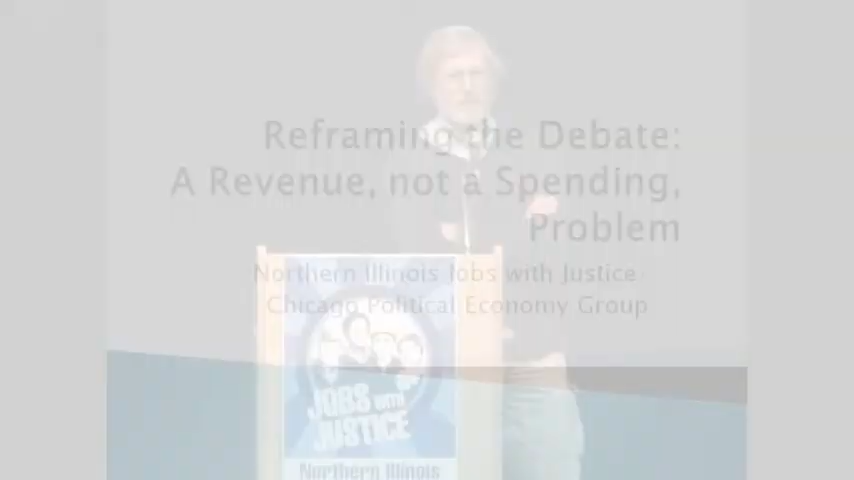 Reframing the Debate:
A Revenue, not a Spending,
Problem
Northern Illinois Jobs with Justice
Chicago Political Economy Group
JOBS WITH
JUSTICE
Northern Illinois